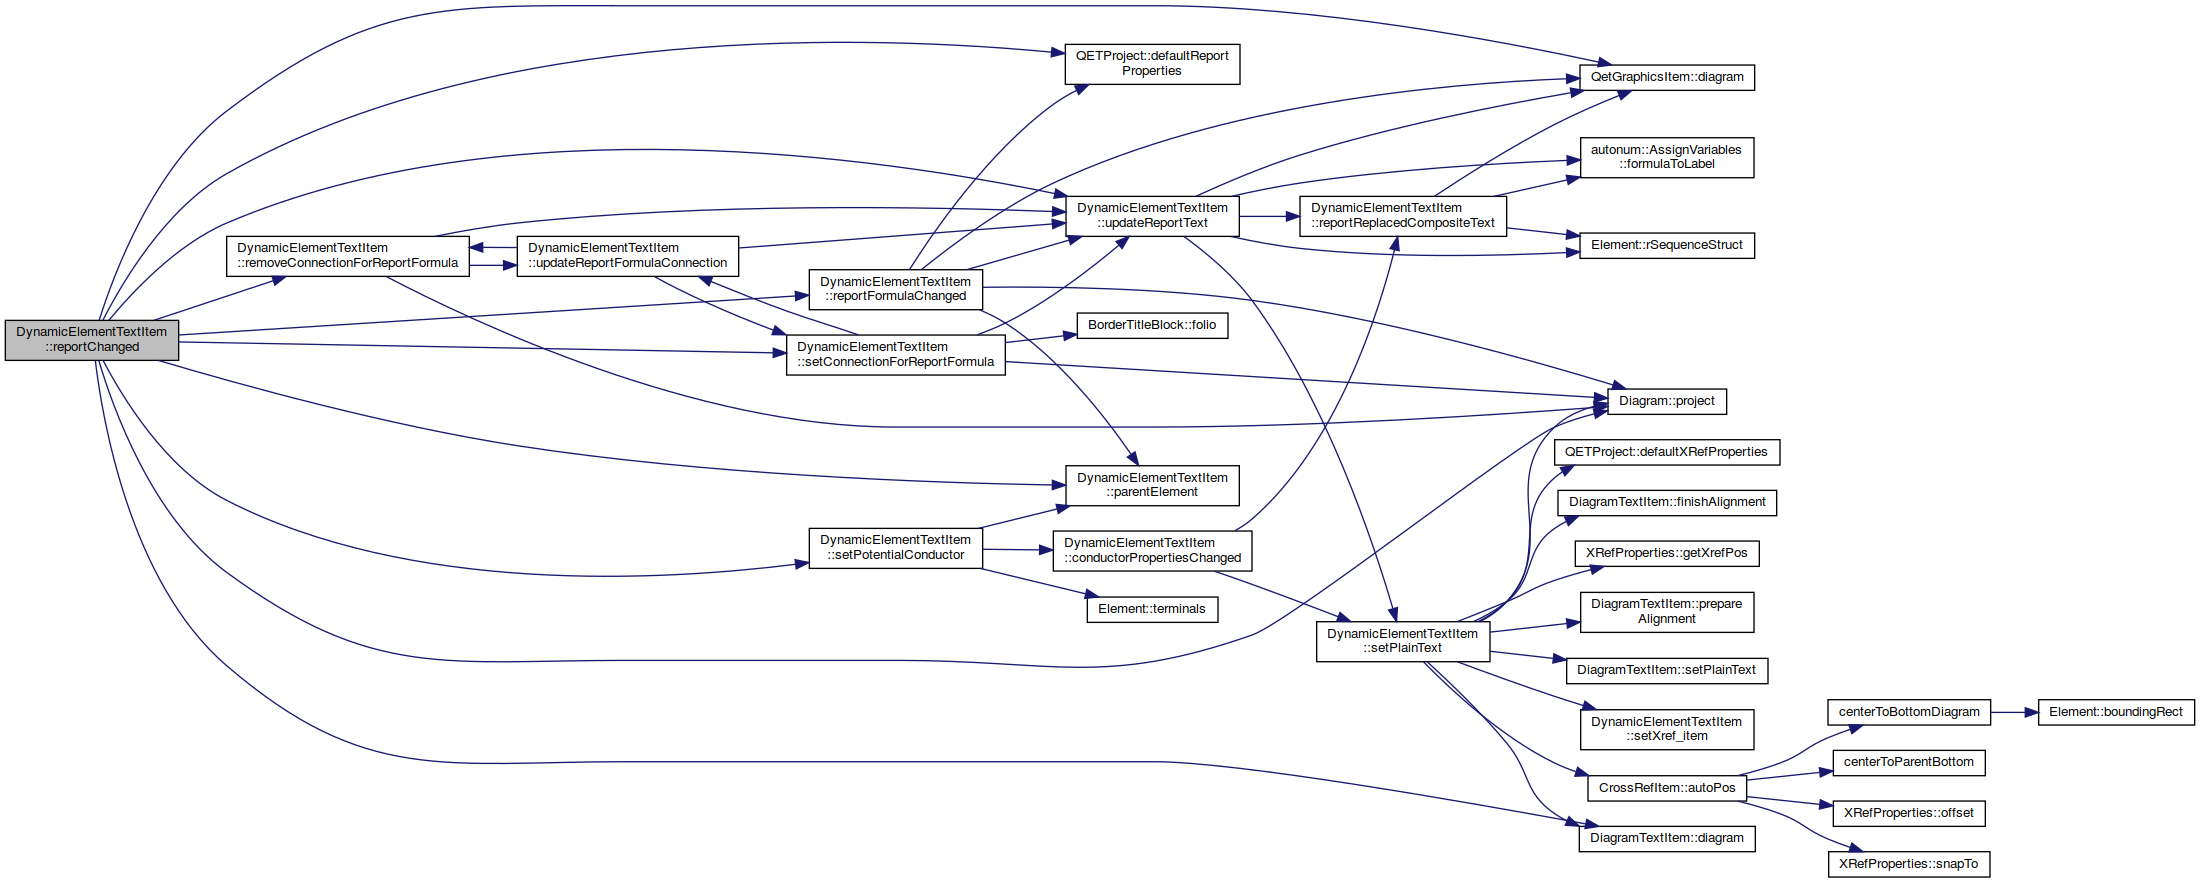 DynamicElementTextItem
::reportChanged
DynamicElementTextItem
::removeConnectionForReportFormula
DynamicElementTextItem
::updateReportFormulaConnection
DynamicElementTextItem
::reportFormulaChanged
DynamicElementTextItem
::setConnectionForReportFormula
DynamicElementTextItem
::setPotentialConductor
QETProject::defaultReport
Properties
DynamicElementTextItem
::updateReportText
BorderTitleBlock::folio
DynamicElementTextItem
::parentElement
DynamicElementTextItem
::conductorPropertiesChanged
Element::terminals
DynamicElementTextItem
::reportReplacedCompositeText
DynamicElementTextItem
::setPlainText
QetGraphicsItem::diagram
autonum::AssignVariables
::formulaToLabel
Element::rSequenceStruct
Diagram::project
QETProject::defaultXRefProperties
DiagramTextItem::finishAlignment
XRefProperties::getXrefPos
DiagramTextItem::prepare
Alignment
DiagramTextItem::setPlainText
DynamicElementTextItem
::setXref_item
CrossRefItem::autoPos
DiagramTextItem::diagram
centerToBottomDiagram
centerToParentBottom
XRefProperties::offset
XRefProperties::snapTo
Element::boundingRect